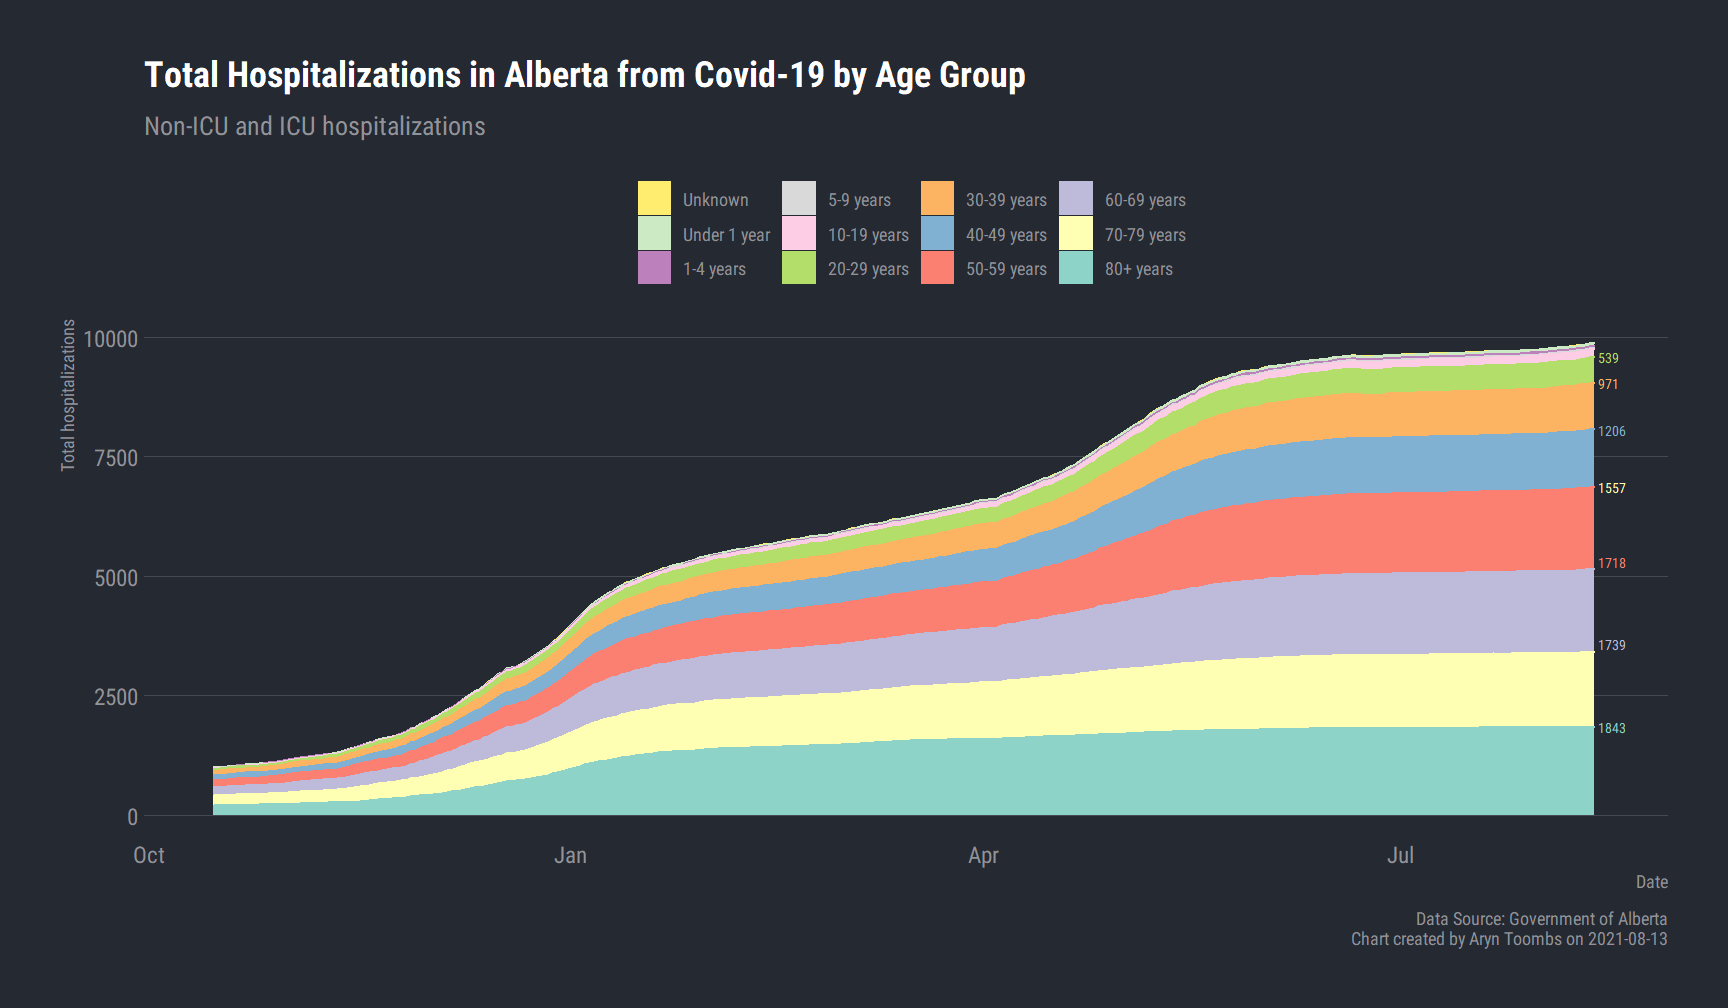 Total Hospitalizations in Alberta from Covid-19 by Age Group
Non-ICU and ICU hospitalizations
Unknown
5-9 years
30-39 years
60-69 years
Under 1 year
10-19 years
40-49 years
70-79 years
1-4 years
20-29 years
50-59 years
80+ years
Total hospitalizations
10000
7500
5000
2500
0
539
971
1206
1557
1718
1739
1843
Oct
Jan
Apr
Jul
Date
Data Source: Government of Alberta
Chart created by Aryn Toombs on 2021-08-13